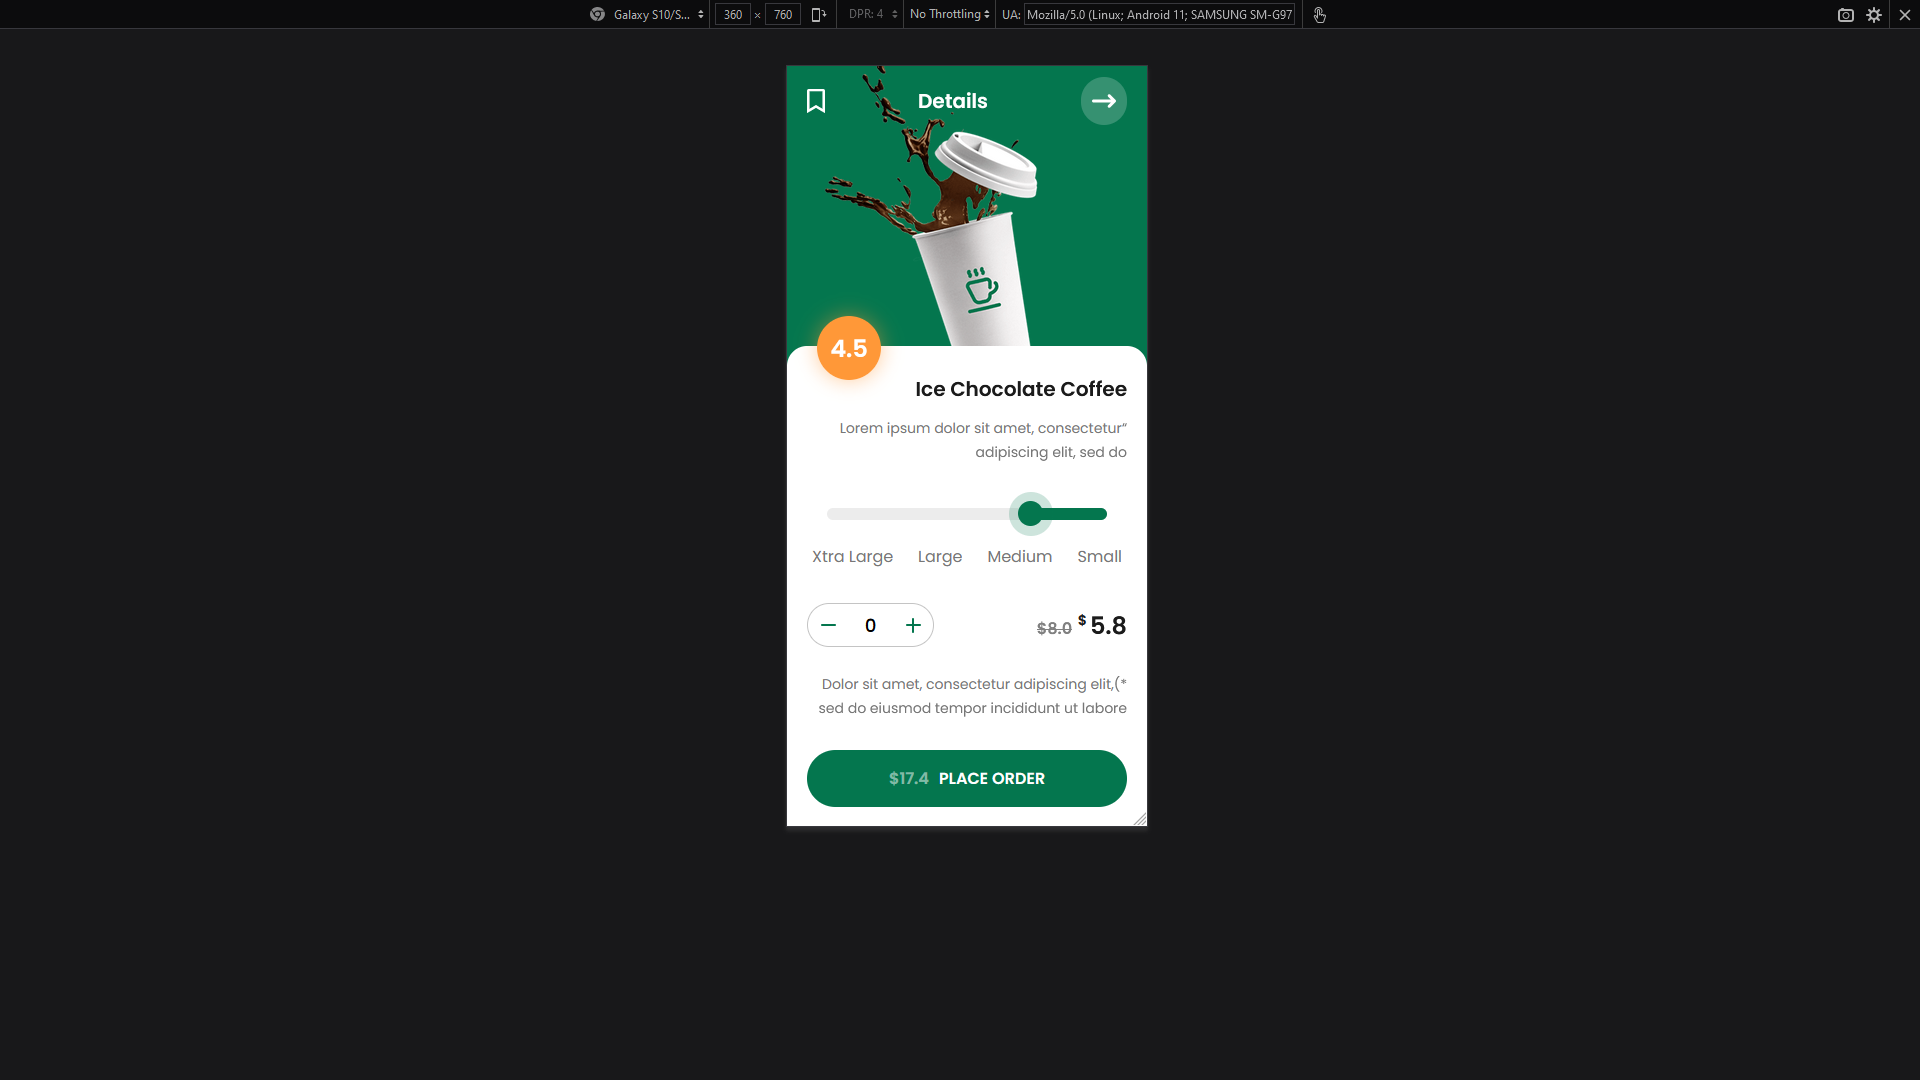 Galaxy S10/S... 360 × 760 DPR: 4 No Throttling UA: Mozilla/5.0 (Linux; Android 11; SAMSUNG SM-G97
Details
4.5
Ice Chocolate Coffee
Lorem ipsum dolor sit amet, consectetur“
adipiscing elit, sed do
Xtra Large Large Medium Small
0 $8.0 $ 5.8
Dolor sit amet, consectetur adipiscing elit,(*
sed do eiusmod tempor incididunt ut labore
$17.4 PLACE ORDER